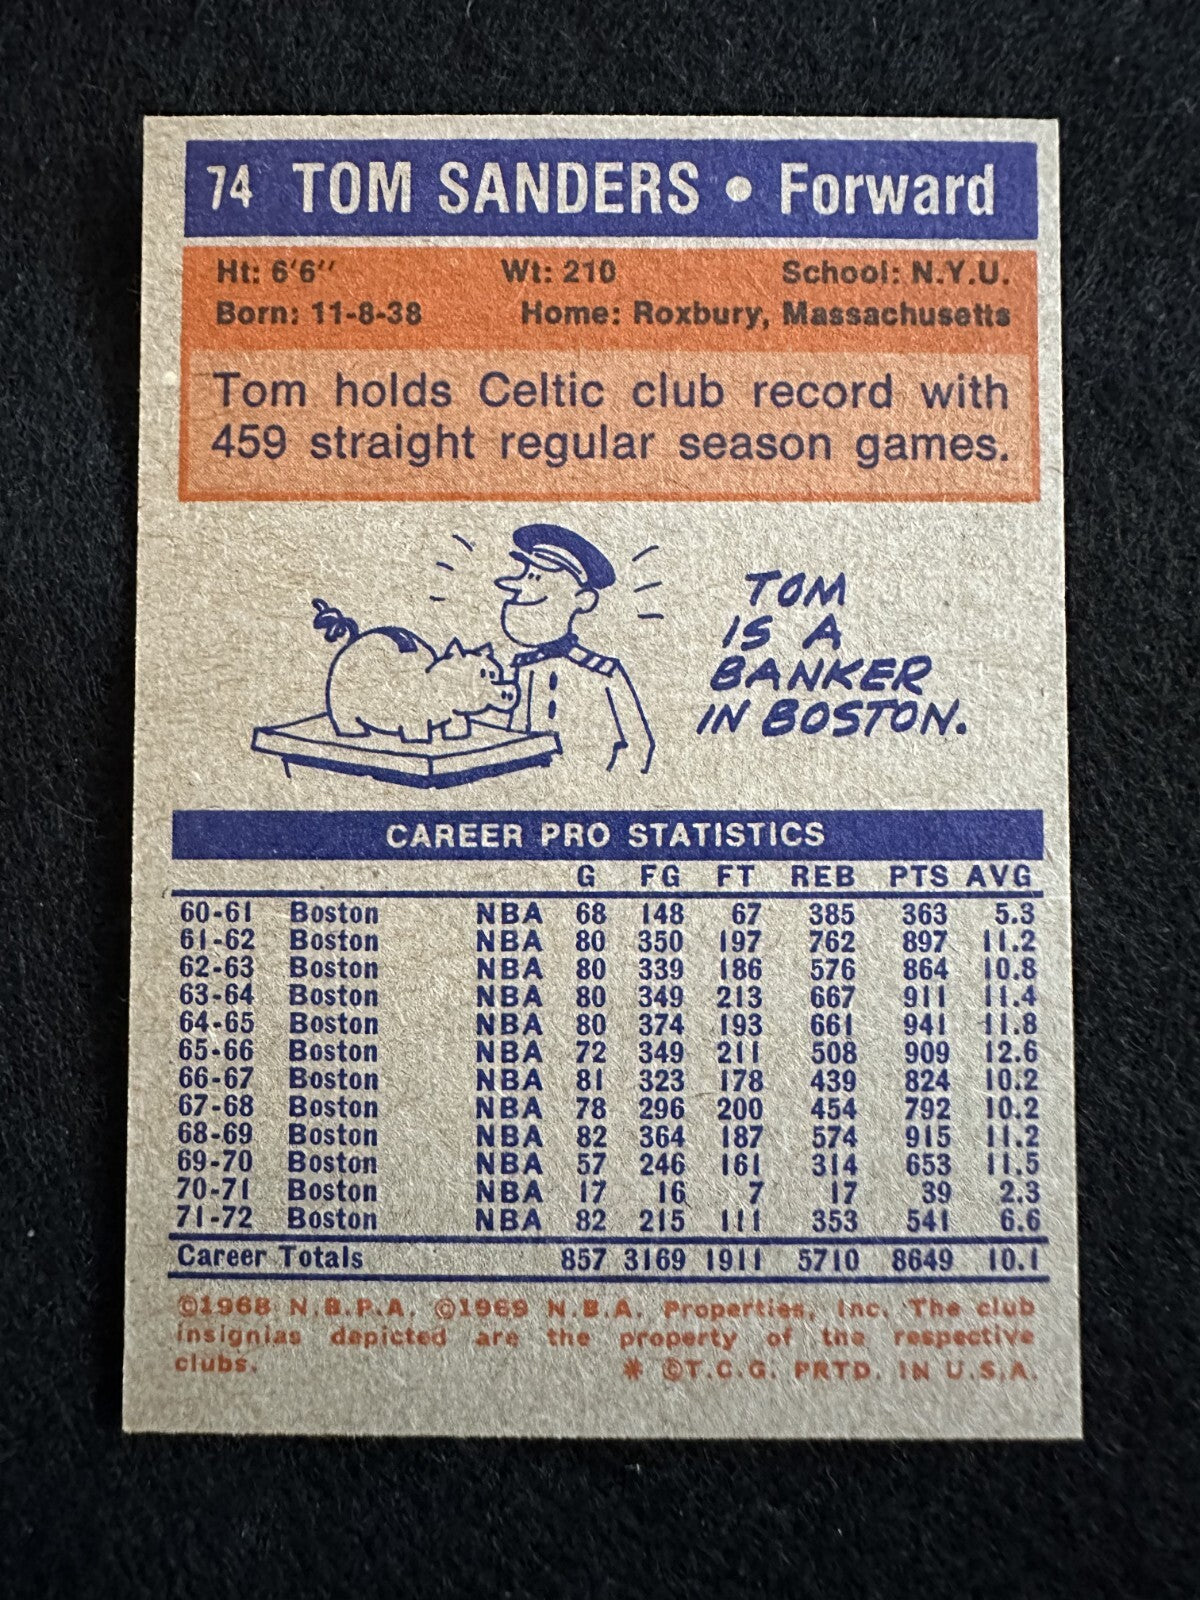 74 TOM SANDERS • Forward
Ht: 6'6" Wt: 210 School: N.Y.U.
Born: 11-8-38 Home: Roxbury, Massachusetts
Tom holds Celtic club record with
459 straight regular season games.
TOM
IS A
BANKER
IN BOSTON.
CAREER PRO STATISTICS
G FG FT REB PTS AVG
60-61 Boston NBA 68 148 67 385 363 5.3
61-62 Boston NBA 80 350 197 762 897 11.2
62-63 Boston NBA 80 339 186 576 864 10.8
63-64 Boston NBA 80 349 213 667 911 11.4
64-65 Boston NBA 80 374 193 661 941 11.8
65-66 Boston NBA 72 349 211 508 909 12.6
66-67 Boston NBA 81 323 178 439 824 10.2
67-68 Boston NBA 78 296 200 454 792 10.2
68-69 Boston NBA 82 364 187 574 915 11.2
69-70 Boston NBA 57 246 161 314 653 11.5
70-71 Boston NBA 17 16 7 17 39 2.3
71-72 Boston NBA 82 215 111 353 541 6.6
Career Totals 857 3169 1911 5710 8649 10.1
©1968 N.B.P.A. ©1969 N.B.A. Properties, Inc. The club
insignias depicted are the property of the respective
clubs. * ©T.C.G. PRTD. IN U.S.A.